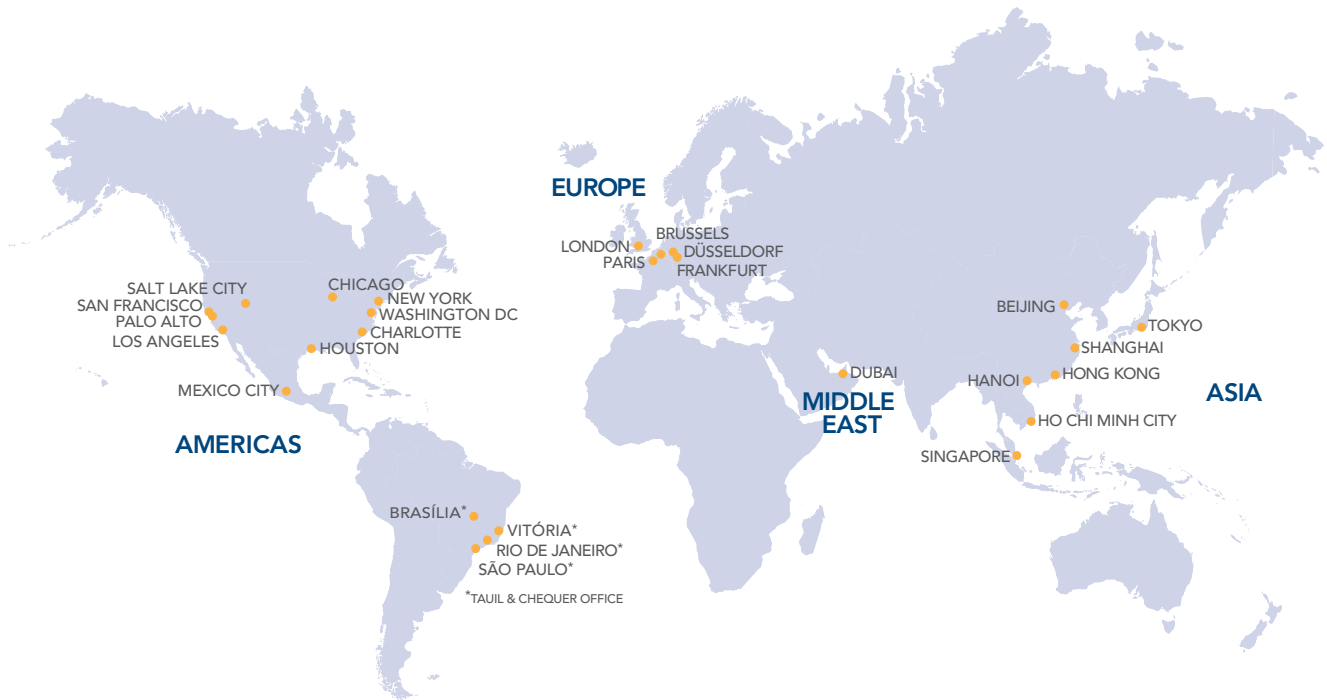 EUROPE
BRUSSELS
LONDON
DÜSSELDORF
PARIS
FRANKFURT
SALT LAKE CITY
CHICAGO
SAN FRANCISCO
NEW YORK
PALO ALTO
WASHINGTON DC
LOS ANGELES
CHARLOTTE
HOUSTON
MEXICO CITY
AMERICAS
BRASÍLIA*
VITÓRIA*
RIO DE JANEIRO*
SÃO PAULO*
*TAUIL & CHEQUER OFFICE
DUBAI
MIDDLE
EAST
BEIJING
TOKYO
SHANGHAI
HANOI
HONG KONG
ASIA
HO CHI MINH CITY
SINGAPORE